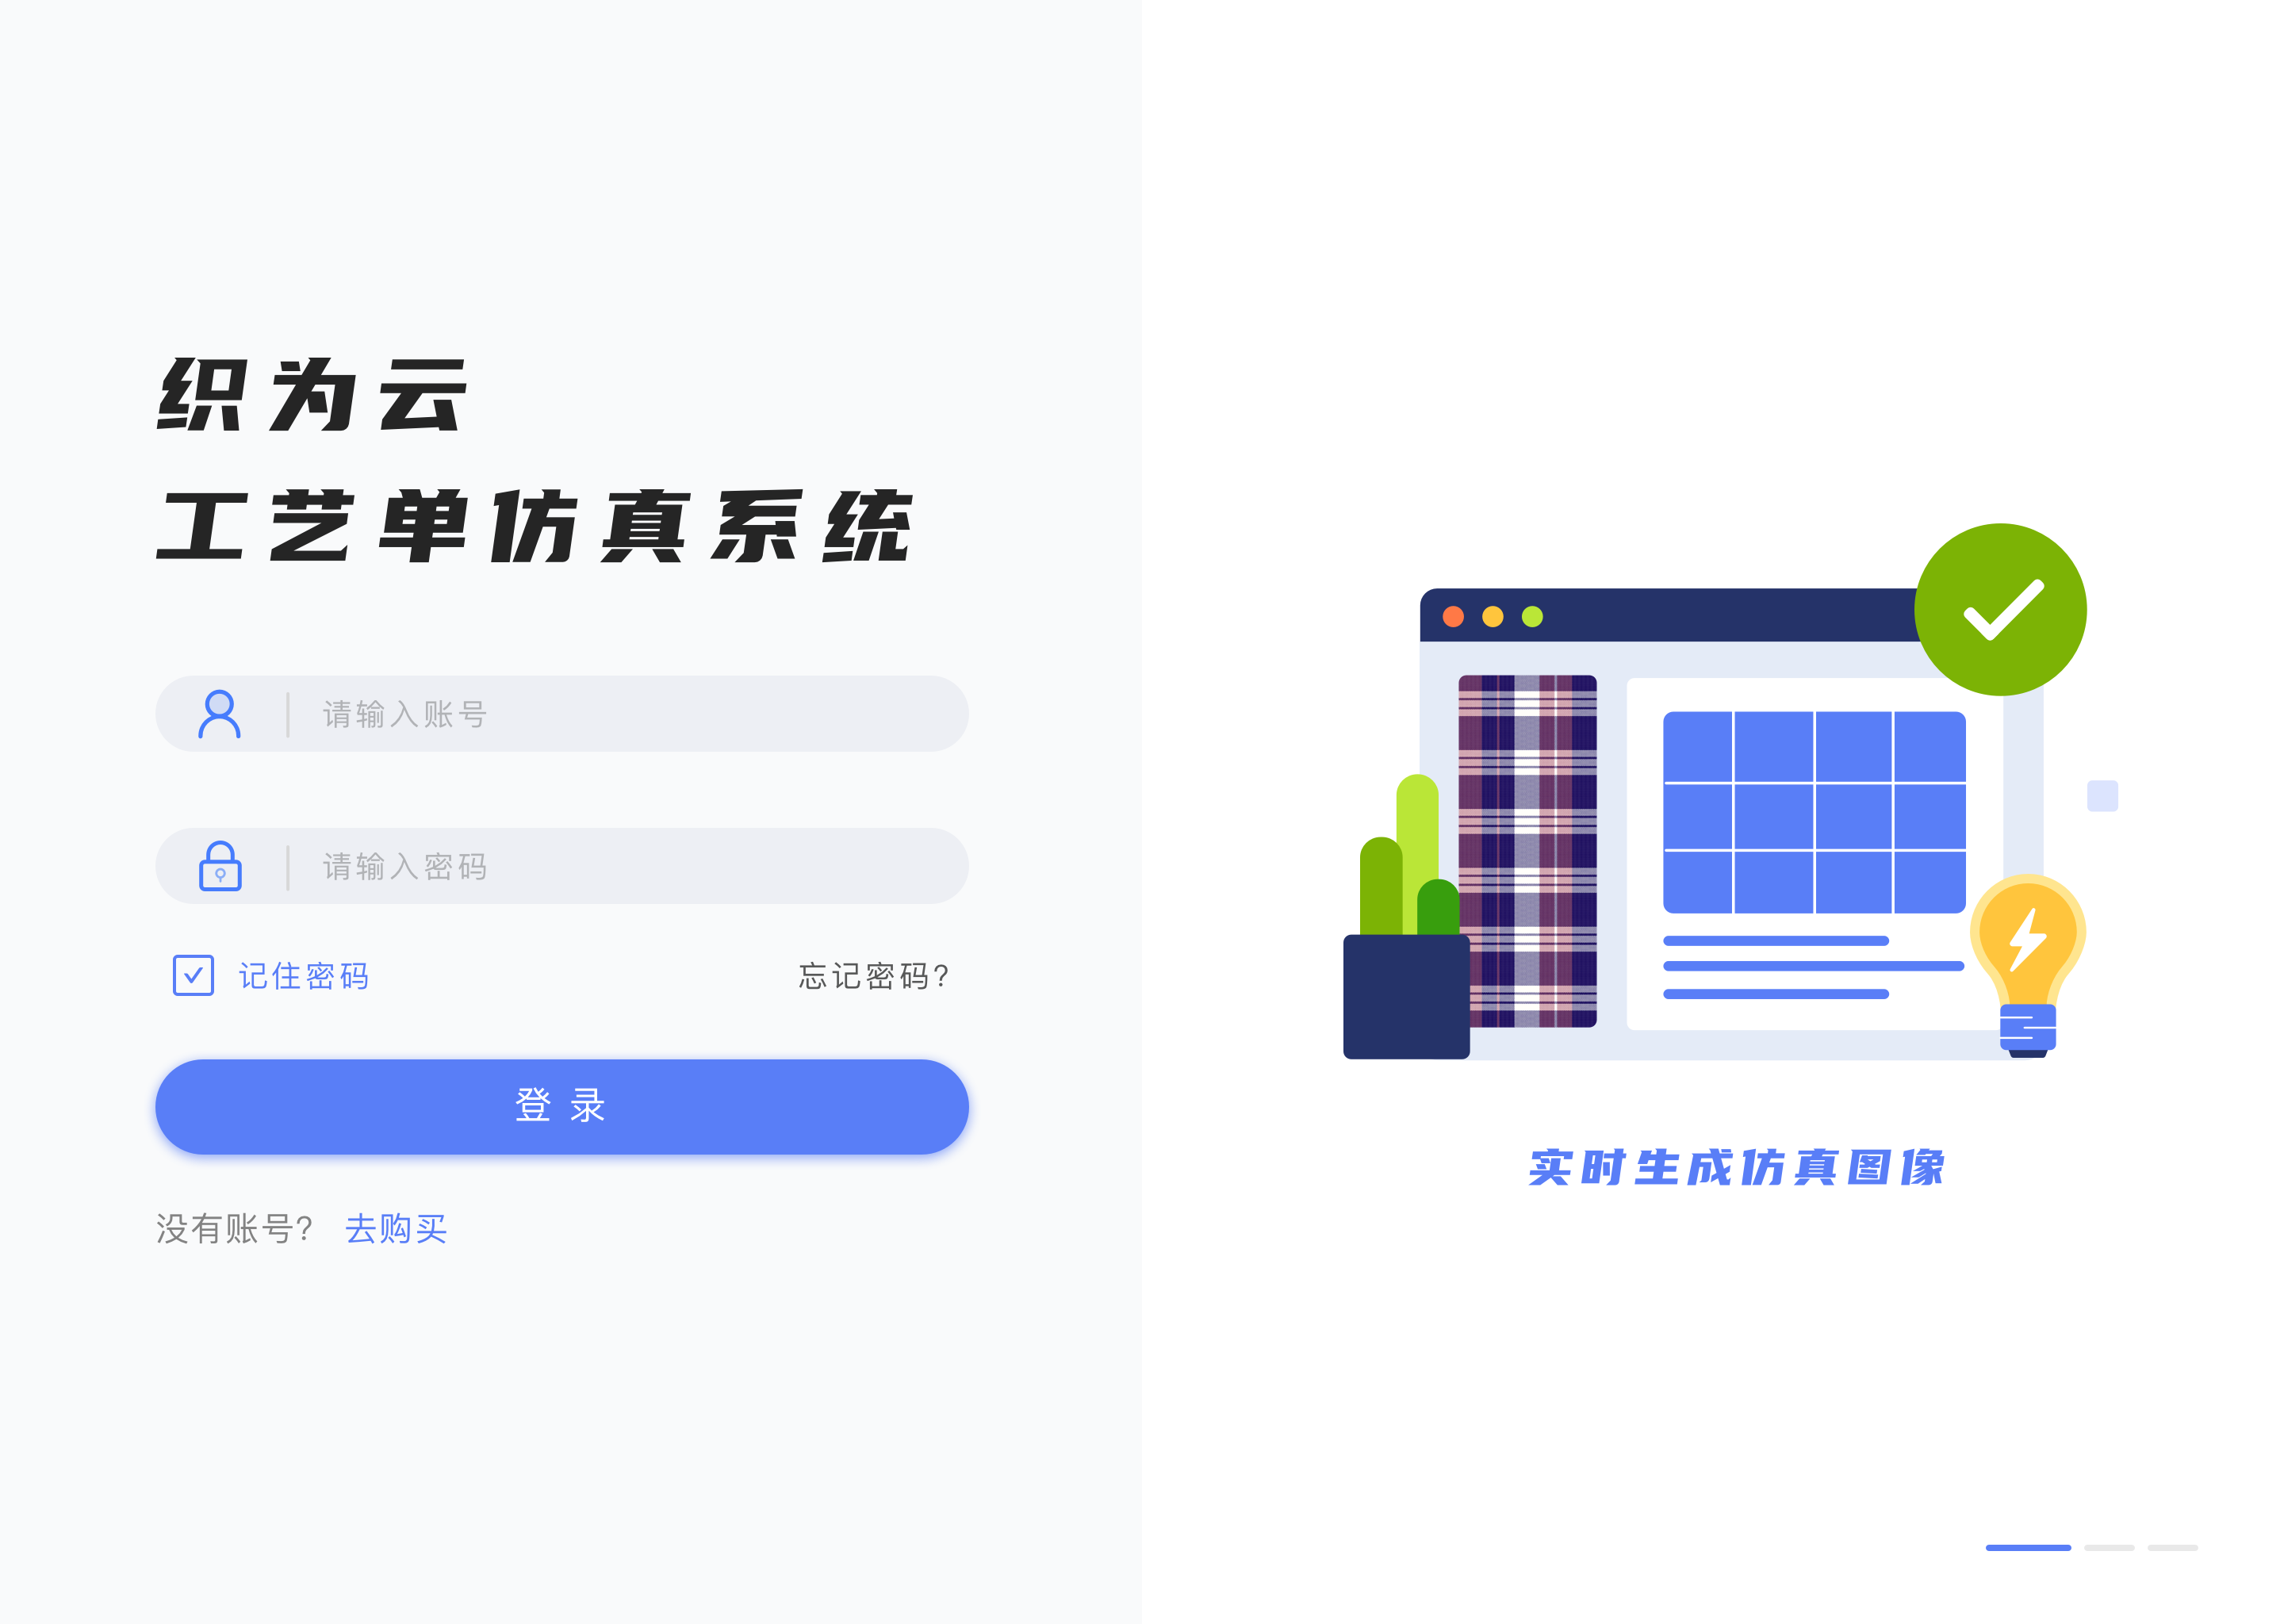 织为云
工艺单仿真系统
请输入账号
请输入密码
记住密码
忘记密码?
登 录
没有账号? 去购买
实时生成仿真图像